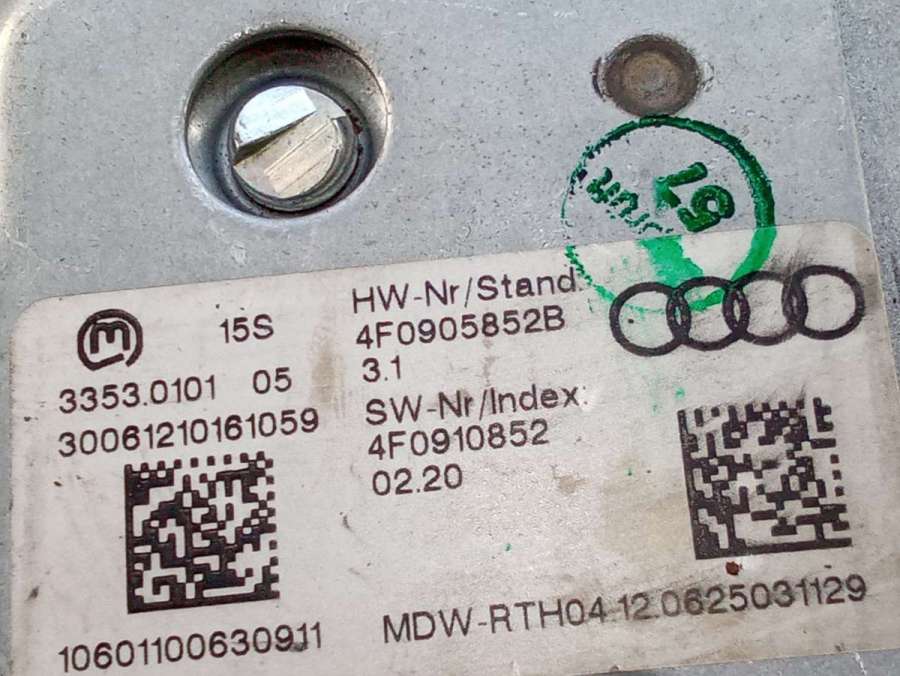 57
15S
3353.0101 05
30061210161059
10601100630911
HW-Nr/Stand:
4F0905852B
3.1
SW-Nr/Index:
4F0910852
02.20
MDW-RTH04.12.0625031129